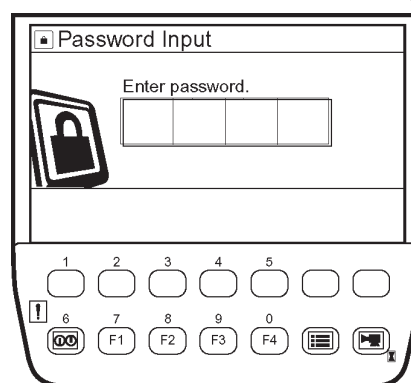 Password Input
Enter password.
1 2 3 4 5
6 7 8 9 0
F1 F2 F3 F4